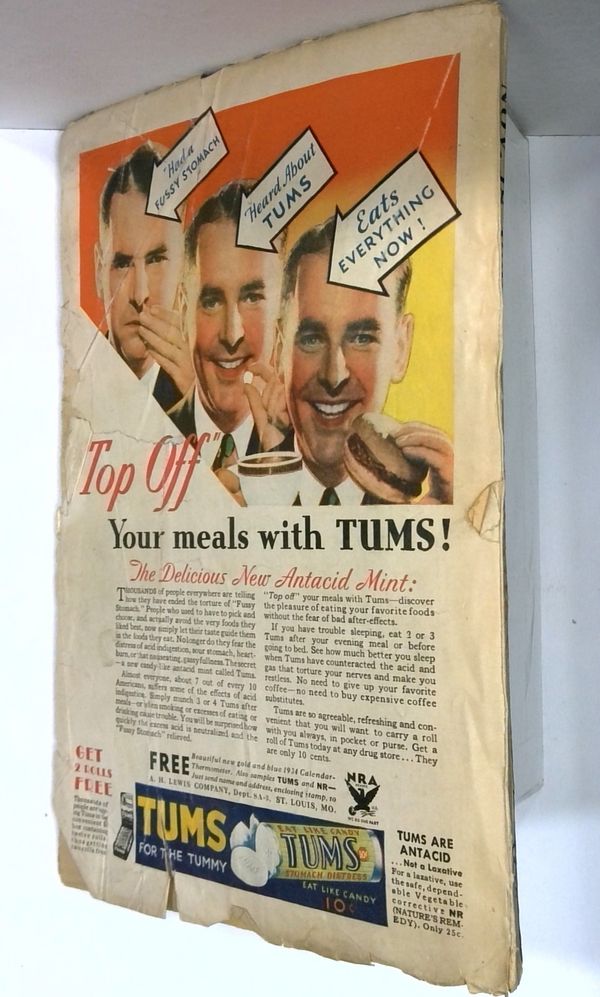 "Had a
FUSSY STOMACH
"Heard About
TUMS
Eats
EVERYTHING
NOW!
"Top Off"
Your meals with TUMS!
The Delicious New Antacid Mint:
THOUSANDS of people everywhere are telling
how they have ended the torture of "Fussy
Stomach." People who used to have to pick and
choose, and actually avoid the very foods they
liked best, now simply let their taste guide them
in the foods they eat. No longer do they fear the
distress of acid indigestion, sour stomach, heart-
burn, or that nauseating, gassy fullness. The secret
—a new candy-like antacid mint called Tums.
Almost everyone, about 7 out of every 10
Americans, suffers some of the effects of acid
indigestion. Simply munch 3 or 4 Tums after
meals—or when smoking or excesses of eating or
drinking cause trouble. You will be surprised how
quickly the excess acid is neutralized and the
"Fussy Stomach" relieved.
"Top off" your meals with Tums—discover
the pleasure of eating your favorite foods
without the fear of bad after-effects.
If you have trouble sleeping, eat 2 or 3
Tums after your evening meal or before
going to bed. See how much better you sleep
when Tums have counteracted the acid and
gas that torture your nerves and make you
restless. No need to give up your favorite
coffee—no need to buy expensive coffee
substitutes.
Tums are so agreeable, refreshing and con-
venient that you will want to carry a roll
with you always, in pocket or purse. Get a
roll of Tums today at any drug store... They
are only 10 cents.
FREE Beautiful new gold and blue 1934 Calendar-
Thermometer. Also samples TUMS and NR—
Just send name and address, enclosing stamp, to
A. H. LEWIS COMPANY, Dept. ST. LOUIS, MO.
NRA
WE DO OUR PART
GET
2 ROLLS
FREE
Thousands of
TUMS
FOR THE TUMMY
EAT LIKE CANDY
TUMS
STOMACH DISTRESS
EAT LIKE CANDY
10¢
TUMS ARE
ANTACID
...Not a Laxative
For a laxative, use
the safe, depend-
able Vegetable
corrective NR
(NATURE'S REM-
EDY). Only 25c.